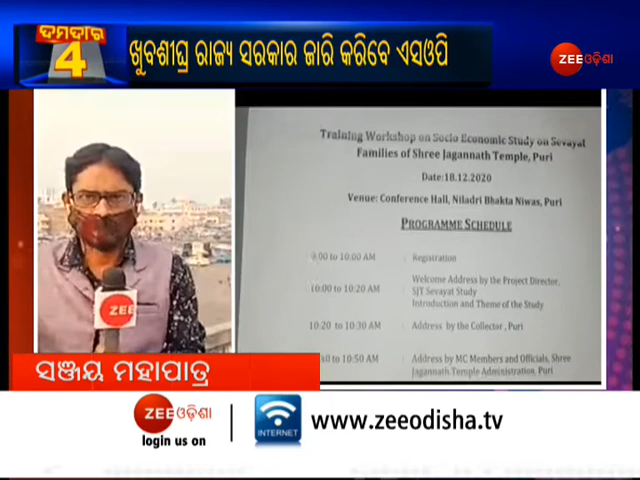 ଦମଦାର
4
ଖୁବଶୀଘ୍ର ରାଜ୍ୟ ସରକାର ଜାରି କରିବେ ଏସଓପି
ZEE ଓଡ଼ିଶା
Training Workshop on Socio Economic Study on Sevayat
Families of Shree Jagannath Temple, Puri
Date:18.12.2020
Venue: Conference Hall, Niladri Bhakta Niwas, Puri
PROGRAMME SCHEDULE
9:00 to 10:00 AM : Registration
10:00 to 10:20 AM : Welcome Address by the Project Director,
SJT Sevayat Study
Introduction and Theme of the Study
10:20 to 10:30 AM : Address by the Collector, Puri
to 10:50 AM : Address by MC Members and Officials, Shree
Jagannath Temple Administration, Puri
ZEE
ସଞ୍ଜୟ ମହାପାତ୍ର
ZEE ଓଡ଼ିଶା
login us on
INTERNET
www.zeeodisha.tv